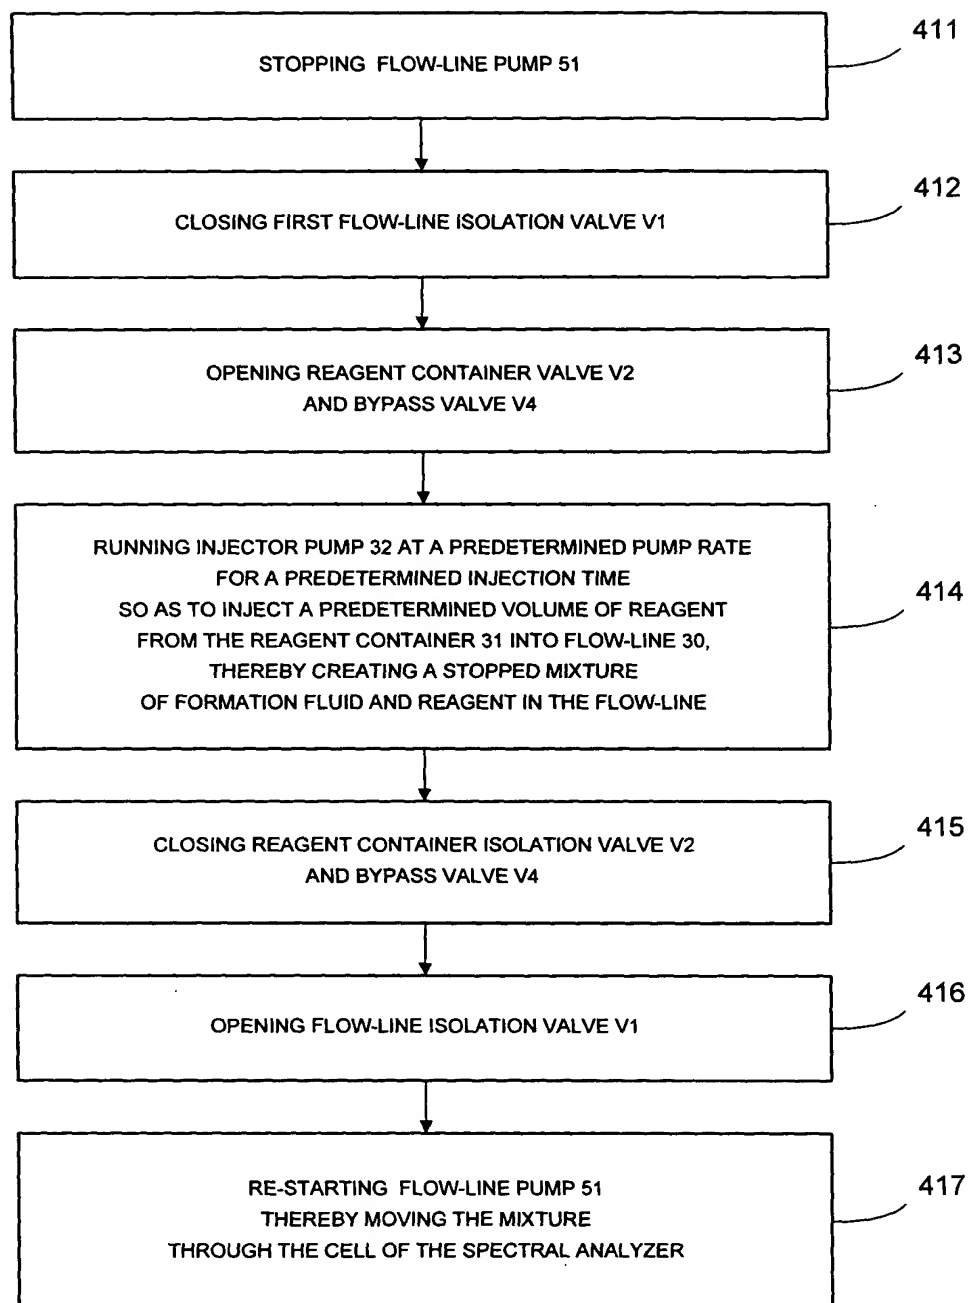 411
STOPPING FLOW-LINE PUMP 51
412
CLOSING FIRST FLOW-LINE ISOLATION VALVE V1
413
OPENING REAGENT CONTAINER VALVE V2
AND BYPASS VALVE V4
RUNNING INJECTOR PUMP 32 AT A PREDETERMINED PUMP RATE
FOR A PREDETERMINED INJECTION TIME
414
SO AS TO INJECT A PREDETERMINED VOLUME OF REAGENT
FROM THE REAGENT CONTAINER 31 INTO FLOW-LINE 30,
THEREBY CREATING A STOPPED MIXTURE
OF FORMATION FLUID AND REAGENT IN THE FLOW-LINE
415
CLOSING REAGENT CONTAINER ISOLATION VALVE V2
AND BYPASS VALVE V4
416
OPENING FLOW-LINE ISOLATION VALVE V1
417
RE-STARTING FLOW-LINE PUMP 51
THEREBY MOVING THE MIXTURE
THROUGH THE CELL OF THE SPECTRAL ANALYZER